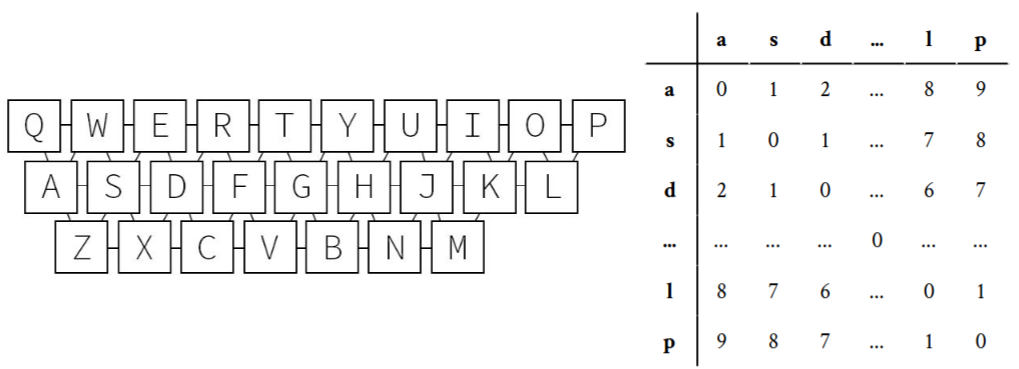 Q W E R T Y U I O P
A S D F G H J K L
Z X C V B N M
a s d ... l p
a 0 1 2 ... 8 9
s 1 0 1 ... 7 8
d 2 1 0 ... 6 7
... ... ... ... 0 ... ...
l 8 7 6 ... 0 1
p 9 8 7 ... 1 0